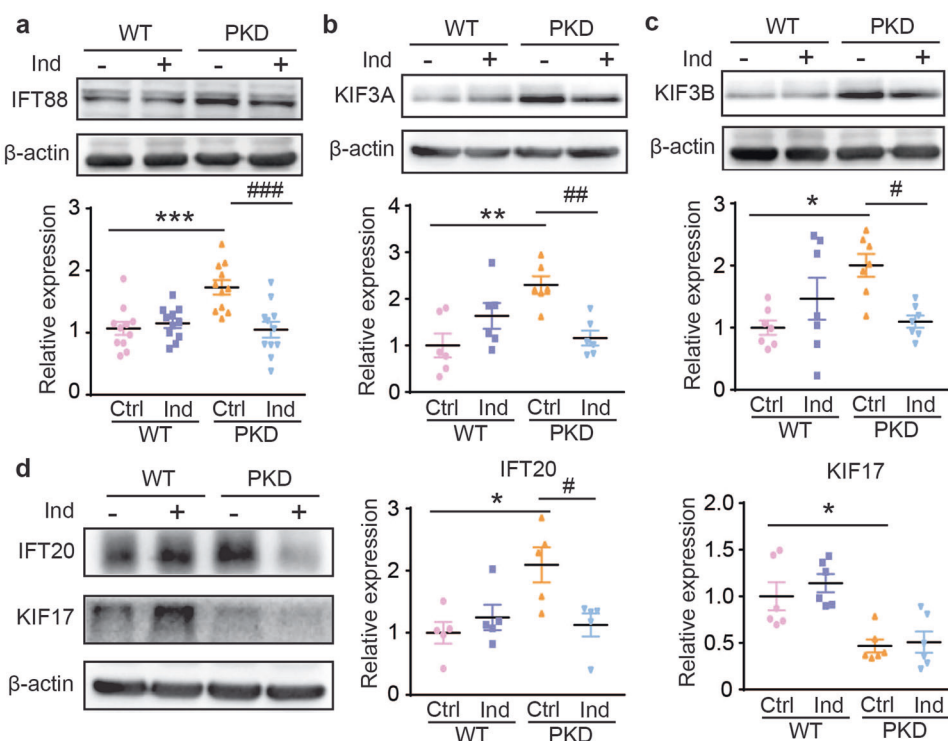 a
WT PKD
Ind - + - +
IFT88
β-actin
###
***
3
2
1
0
Relative expression
Ctrl Ind Ctrl Ind
WT PKD
b
WT PKD
Ind - + - +
KIF3A
β-actin
##
**
4
3
2
1
0
Relative expression
Ctrl Ind Ctrl Ind
WT PKD
c
WT PKD
Ind - + - +
KIF3B
β-actin
#
*
3
2
1
0
Relative expression
Ctrl Ind Ctrl Ind
WT PKD
d
WT PKD
Ind - + - +
IFT20
KIF17
β-actin
IFT20
#
*
3
2
1
0
Relative expression
Ctrl Ind Ctrl Ind
WT PKD
KIF17
*
2.0
1.5
1.0
0.5
0
Relative expression
Ctrl Ind Ctrl Ind
WT PKD